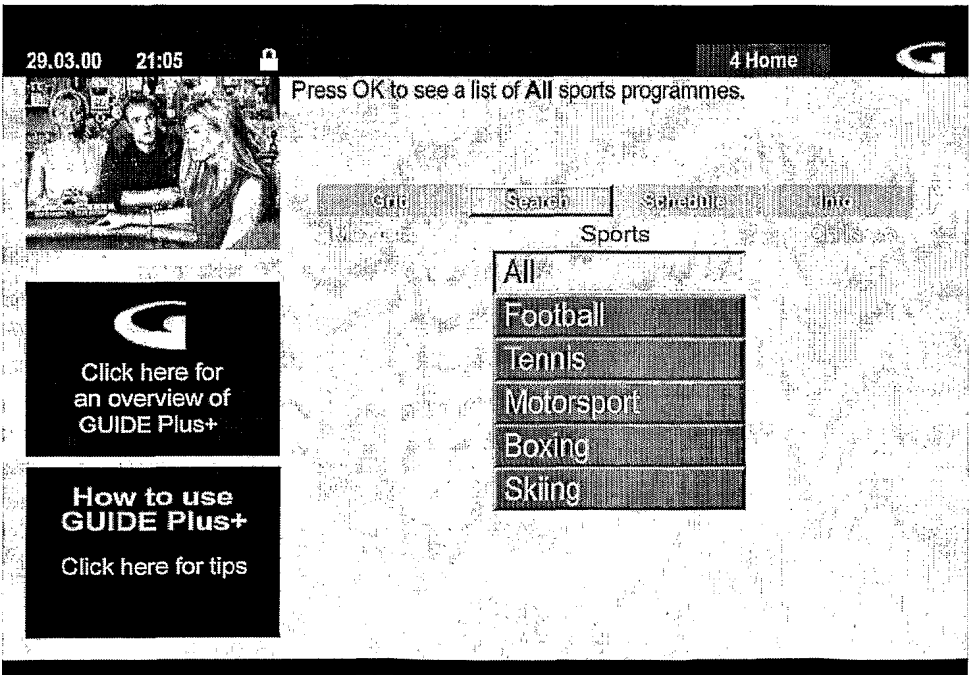 29.03.00 21:05 4 Home
Press OK to see a list of All sports programmes.
Grid Search Schedule Info
Sports
All
Football
Tennis
Motorsport
Boxing
Skiing
Click here for
an overview of
GUIDE Plus+
How to use
GUIDE Plus+
Click here for tips